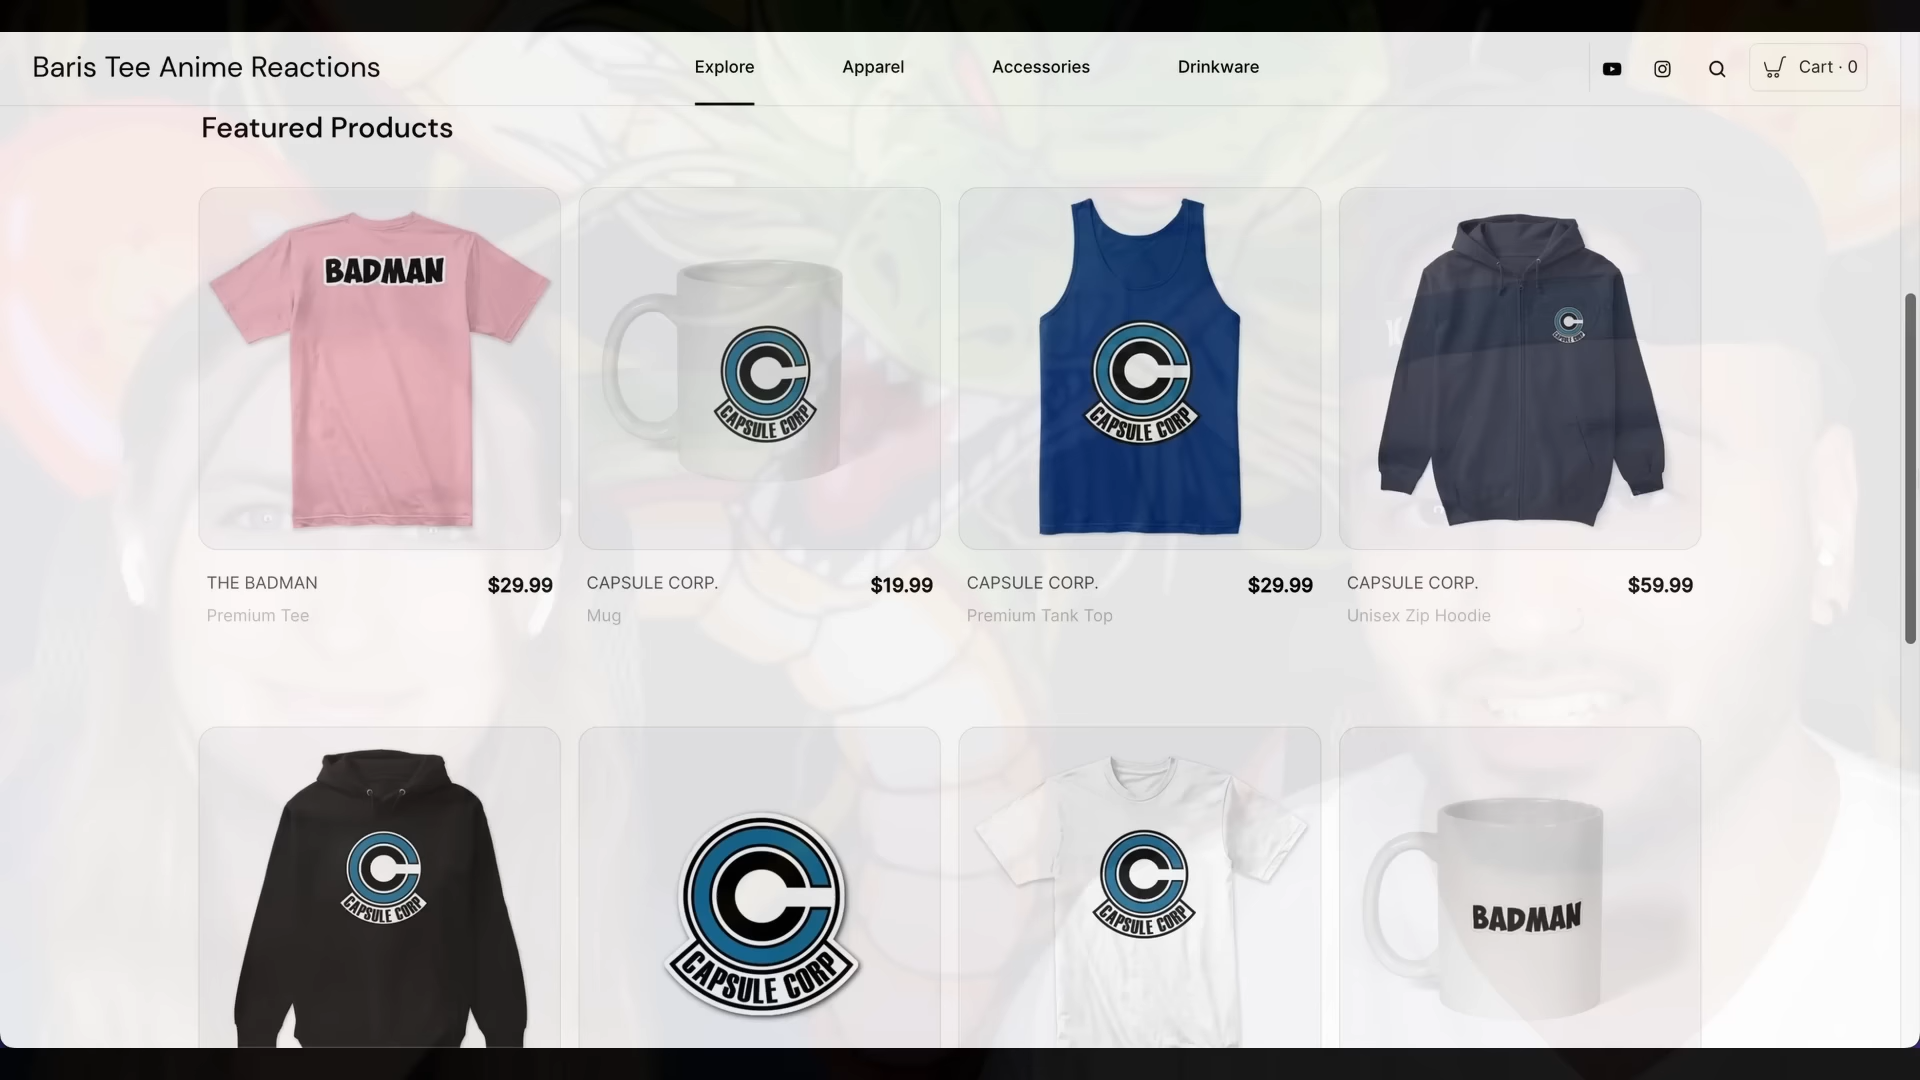 Baris Tee Anime Reactions
Explore
Apparel
Accessories
Drinkware
Cart · 0
Featured Products
BADMAN
CAPSULE CORP
CAPSULE CORP
CAPSULE CORP
THE BADMAN
$29.99
Premium Tee
CAPSULE CORP.
$19.99
Mug
CAPSULE CORP.
$29.99
Premium Tank Top
CAPSULE CORP.
$59.99
Unisex Zip Hoodie
CAPSULE CORP
CAPSULE CORP
CAPSULE CORP
BADMAN